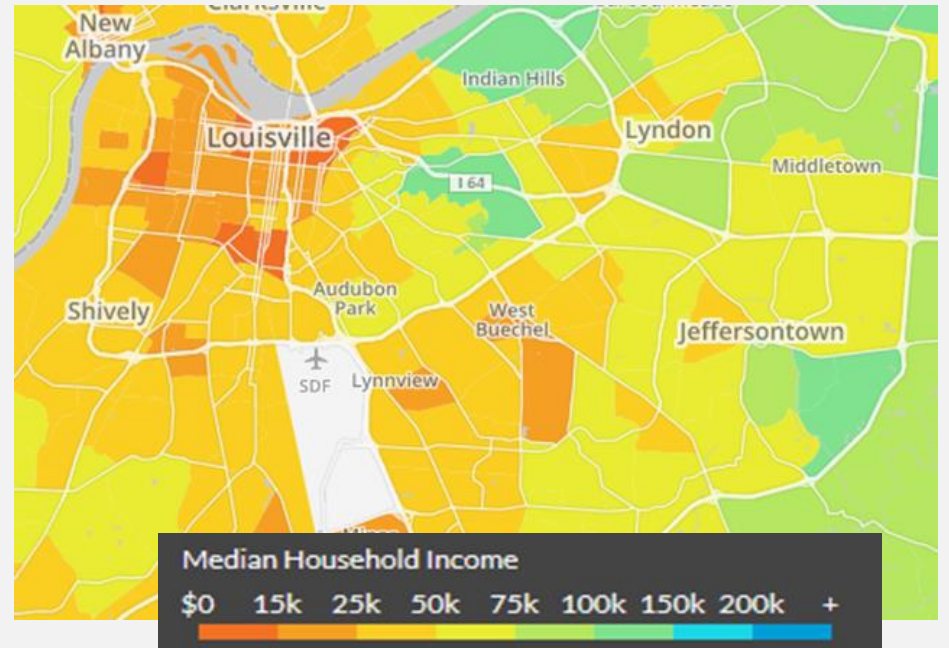 New
Albany
Clarksville
Indian Hills
Louisville
Lyndon
Middletown
I 64
Audubon
Park
Shively
West
Buechel
Jeffersontown
SDF
Lynnview
Median Household Income
$0 15k 25k 50k 75k 100k 150k 200k +